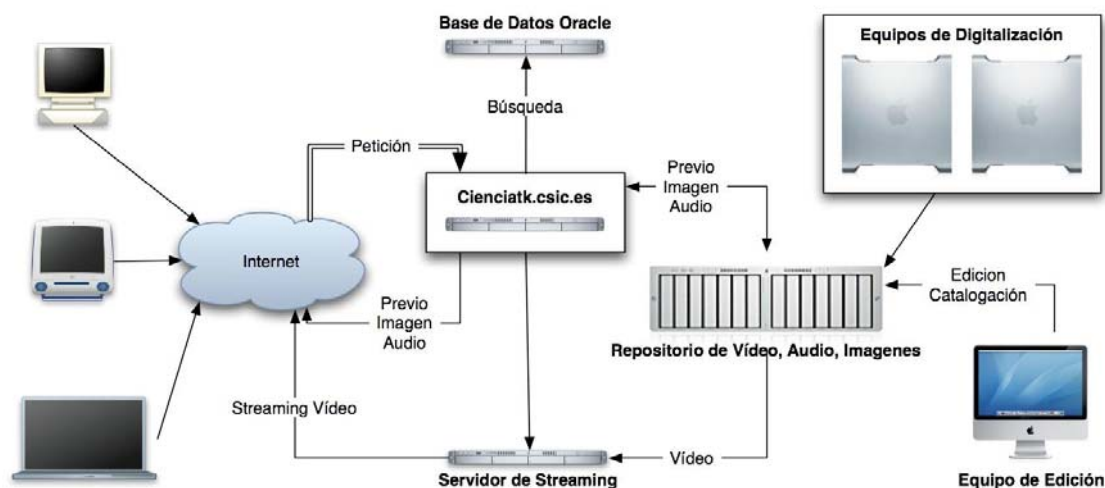 Base de Datos Oracle
Equipos de Digitalización
Búsqueda
Petición
Previo
Imagen
Audio
Cienciatk.csic.es
Internet
Edicion
Catalogación
Previo
Imagen
Audio
Repositorio de Vídeo, Audio, Imagenes
Streaming Vídeo
Vídeo
Servidor de Streaming
Equipo de Edición